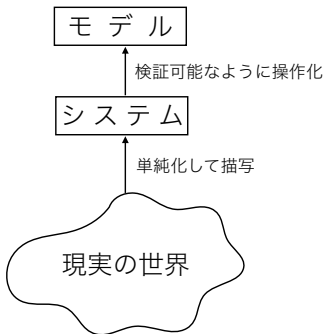 モデル
検証可能なように操作化
システム
単純化して描写
現実の世界